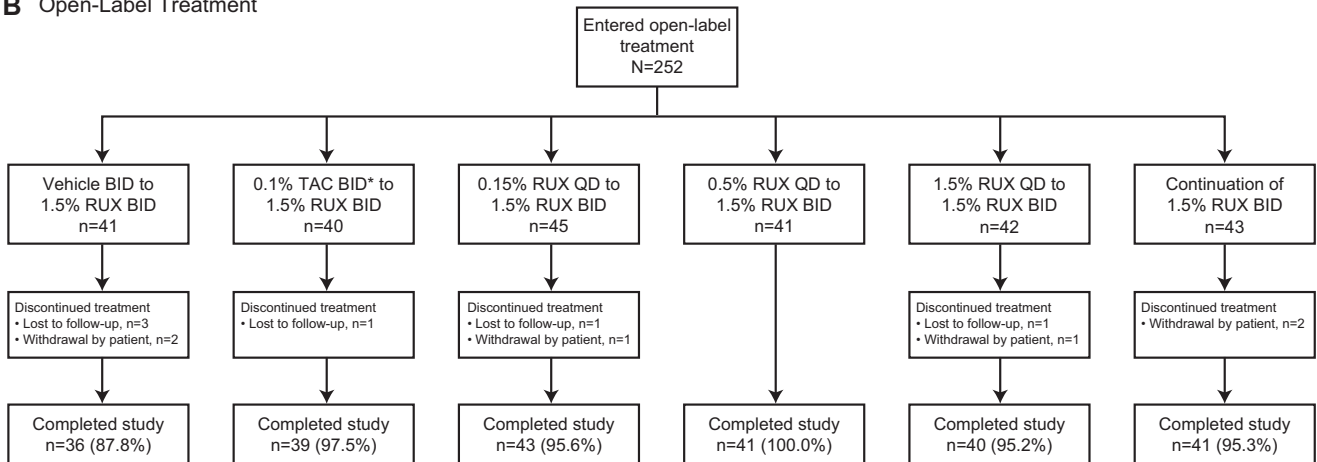 B Open-Label Treatment
Entered open-label
treatment
N=252
Vehicle BID to
1.5% RUX BID
n=41
0.1% TAC BID* to
1.5% RUX BID
n=40
0.15% RUX QD to
1.5% RUX BID
n=45
0.5% RUX QD to
1.5% RUX BID
n=41
1.5% RUX QD to
1.5% RUX BID
n=42
Continuation of
1.5% RUX BID
n=43
Discontinued treatment
• Lost to follow-up, n=3
• Withdrawal by patient, n=2
Discontinued treatment
• Lost to follow-up, n=1
Discontinued treatment
• Lost to follow-up, n=1
• Withdrawal by patient, n=1
Discontinued treatment
• Lost to follow-up, n=1
• Withdrawal by patient, n=1
Discontinued treatment
• Withdrawal by patient, n=2
Completed study
n=36 (87.8%)
Completed study
n=39 (97.5%)
Completed study
n=43 (95.6%)
Completed study
n=41 (100.0%)
Completed study
n=40 (95.2%)
Completed study
n=41 (95.3%)